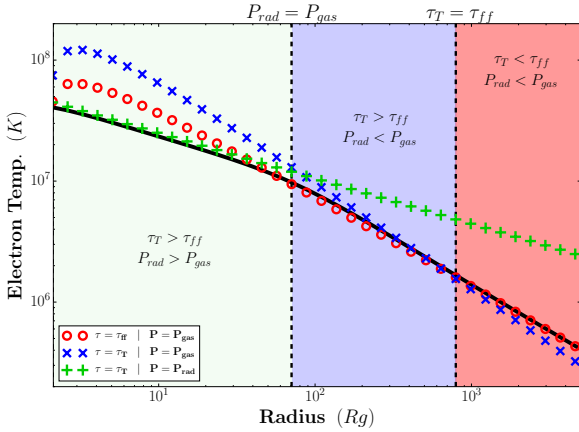 P_rad = P_gas
τ_T = τ_ff
τ_T < τ_ff
P_rad < P_gas
τ_T > τ_ff
P_rad < P_gas
τ_T > τ_ff
P_rad > P_gas
10^8
10^7
10^6
Electron Temp. (K)
τ = τ_ff | P = P_gas
τ = τ_T | P = P_gas
τ = τ_T | P = P_rad
10^1
10^2
10^3
Radius (Rg)